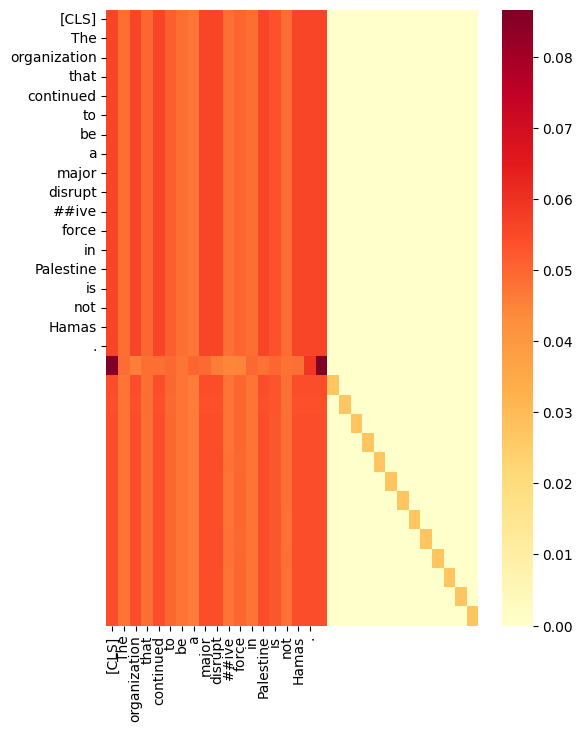 [CLS]
The
organization
that
continued
to
be
a
major
disrupt
##ive
force
in
Palestine
is
not
Hamas
.
0.08
0.07
0.06
0.05
0.04
0.03
0.02
0.01
0.00
[CLS]
The
organization
that
continued
to
be
a
major
disrupt
##ive
force
in
Palestine
is
not
Hamas
.